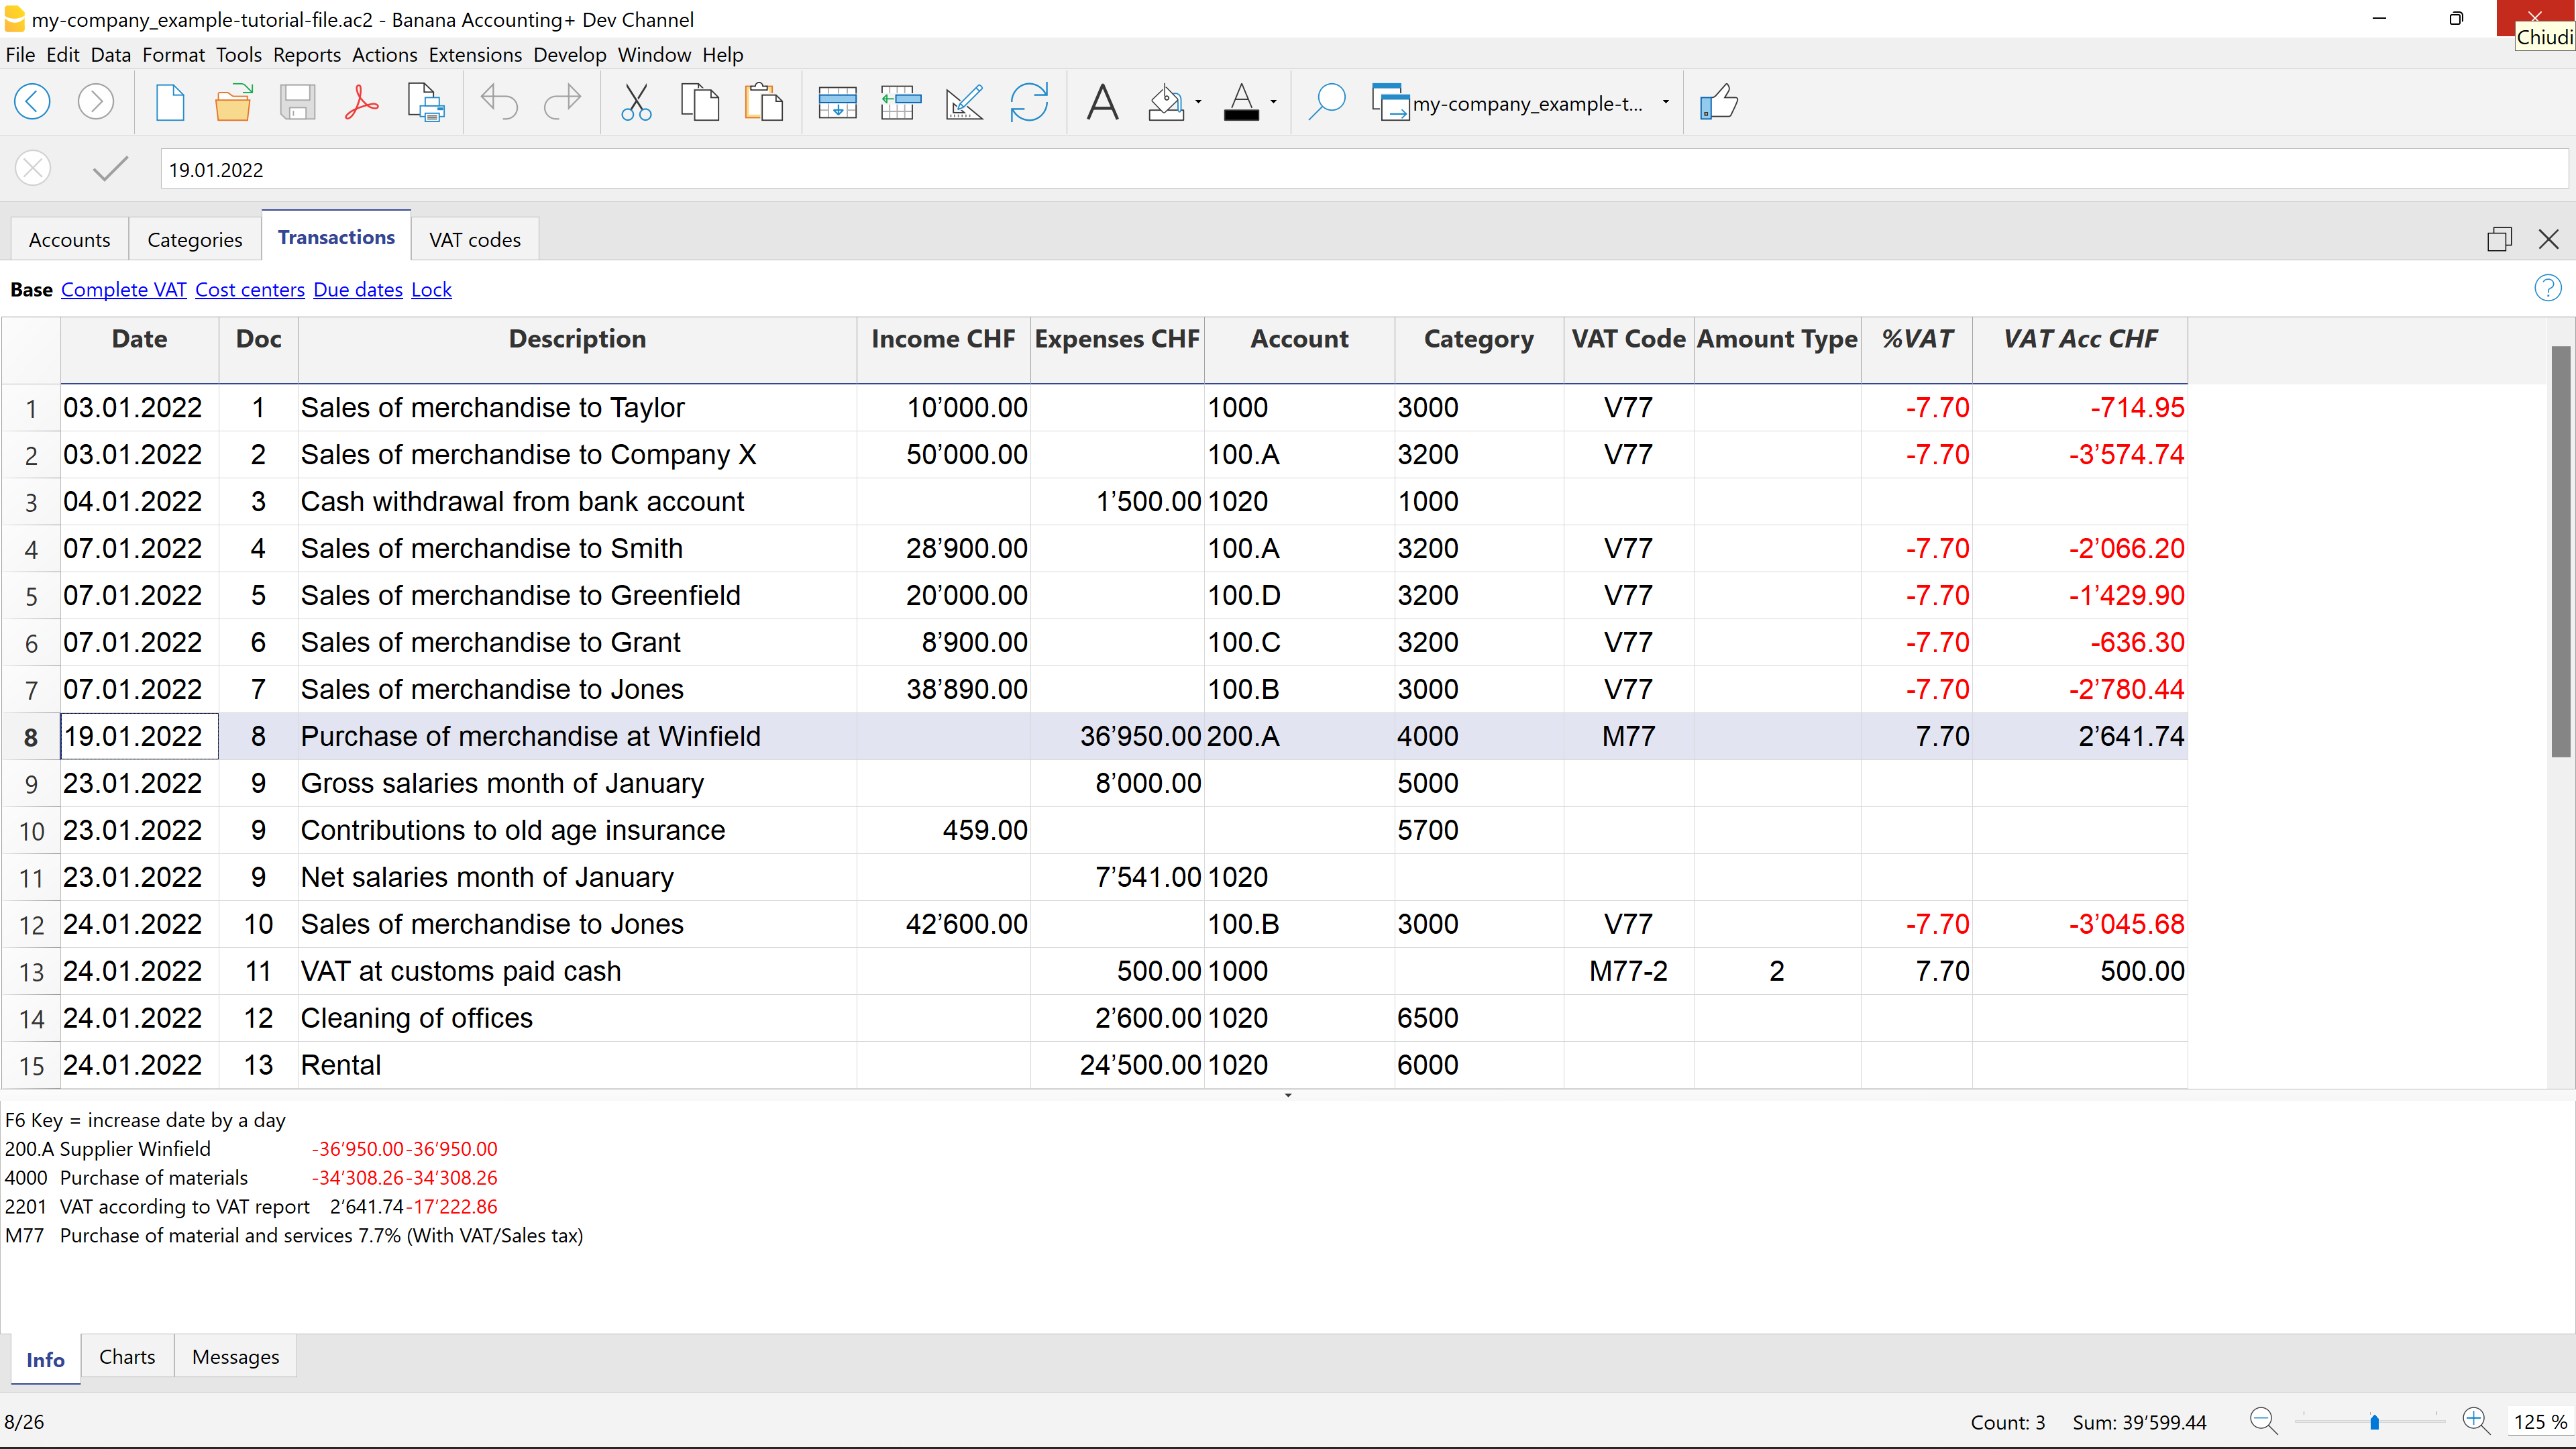 my-company_example-tutorial-file.ac2 - Banana Accounting+ Dev Channel
Chiudi
File Edit Data Format Tools Reports Actions Extensions Develop Window Help
my-company_example-t...
19.01.2022
Accounts Categories Transactions VAT codes
Base Complete VAT Cost centers Due dates Lock
Date Doc Description Income CHF Expenses CHF Account Category VAT Code Amount Type %VAT VAT Acc CHF
1 03.01.2022 1 Sales of merchandise to Taylor 10’000.00 1000 3000 V77 -7.70 -714.95
2 03.01.2022 2 Sales of merchandise to Company X 50’000.00 100.A 3200 V77 -7.70 -3’574.74
3 04.01.2022 3 Cash withdrawal from bank account 1’500.00 1020 1000
4 07.01.2022 4 Sales of merchandise to Smith 28’900.00 100.A 3200 V77 -7.70 -2’066.20
5 07.01.2022 5 Sales of merchandise to Greenfield 20’000.00 100.D 3200 V77 -7.70 -1’429.90
6 07.01.2022 6 Sales of merchandise to Grant 8’900.00 100.C 3200 V77 -7.70 -636.30
7 07.01.2022 7 Sales of merchandise to Jones 38’890.00 100.B 3000 V77 -7.70 -2’780.44
8 19.01.2022 8 Purchase of merchandise at Winfield 36’950.00 200.A 4000 M77 7.70 2’641.74
9 23.01.2022 9 Gross salaries month of January 8’000.00 5000
10 23.01.2022 9 Contributions to old age insurance 459.00 5700
11 23.01.2022 9 Net salaries month of January 7’541.00 1020
12 24.01.2022 10 Sales of merchandise to Jones 42’600.00 100.B 3000 V77 -7.70 -3’045.68
13 24.01.2022 11 VAT at customs paid cash 500.00 1000 M77-2 2 7.70 500.00
14 24.01.2022 12 Cleaning of offices 2’600.00 1020 6500
15 24.01.2022 13 Rental 24’500.00 1020 6000
F6 Key = increase date by a day
200.A Supplier Winfield -36’950.00 -36’950.00
4000 Purchase of materials -34’308.26 -34’308.26
2201 VAT according to VAT report 2’641.74 -17’222.86
M77 Purchase of material and services 7.7% (With VAT/Sales tax)
Info Charts Messages
8/26 Count: 3 Sum: 39’599.44 125 %